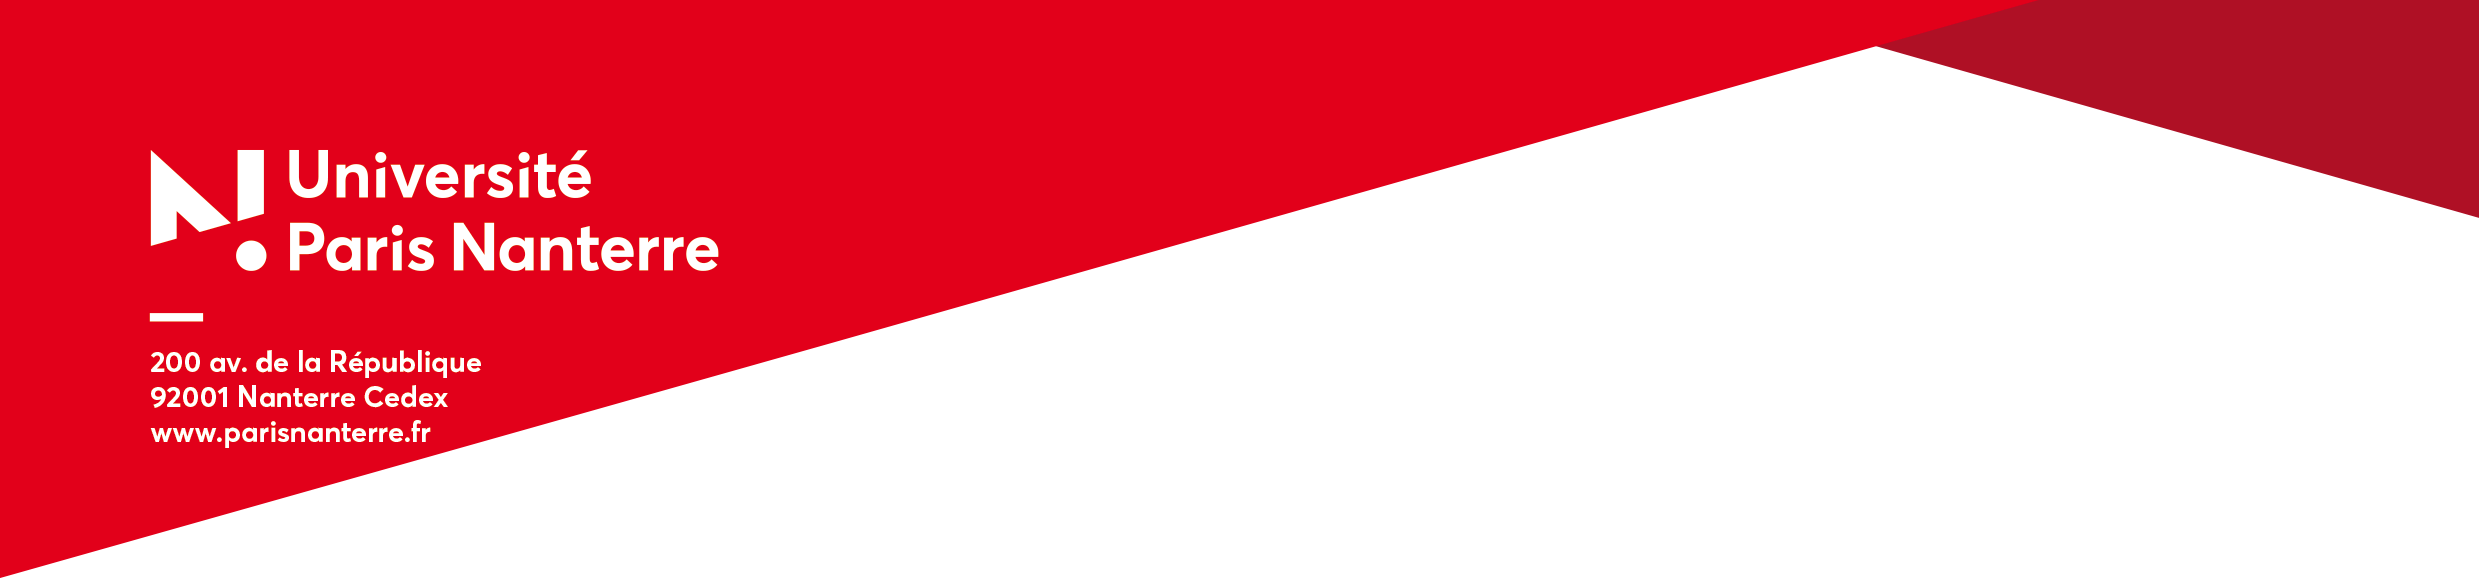 Université
Paris Nanterre
200 av. de la République
92001 Nanterre Cedex
www.parisnanterre.fr